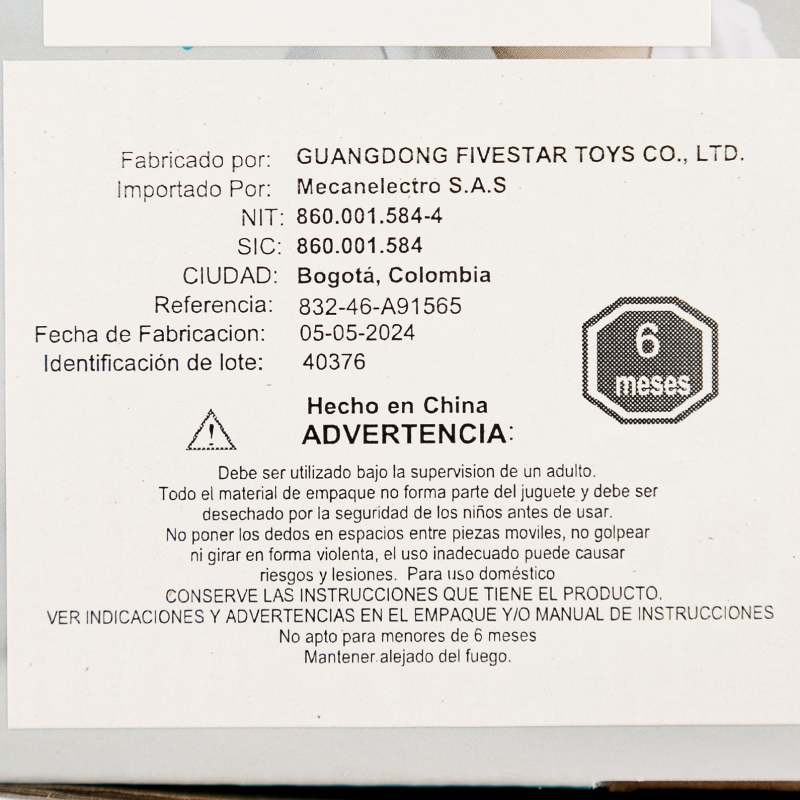 Fabricado por: GUANGDONG FIVESTAR TOYS CO., LTD.
Importado Por: Mecanelectro S.A.S
NIT: 860.001.584-4
SIC: 860.001.584
CIUDAD: Bogotá, Colombia
Referencia: 832-46-A91565
Fecha de Fabricacion: 05-05-2024
Identificación de lote: 40376
6
meses
Hecho en China
ADVERTENCIA:
Debe ser utilizado bajo la supervision de un adulto.
Todo el material de empaque no forma parte del juguete y debe ser
desechado por la seguridad de los niños antes de usar.
No poner los dedos en espacios entre piezas moviles, no golpear
ni girar en forma violenta, el uso inadecuado puede causar
riesgos y lesiones. Para uso doméstico
CONSERVE LAS INSTRUCCIONES QUE TIENE EL PRODUCTO.
VER INDICACIONES Y ADVERTENCIAS EN EL EMPAQUE Y/O MANUAL DE INSTRUCCIONES
No apto para menores de 6 meses
Mantener alejado del fuego.